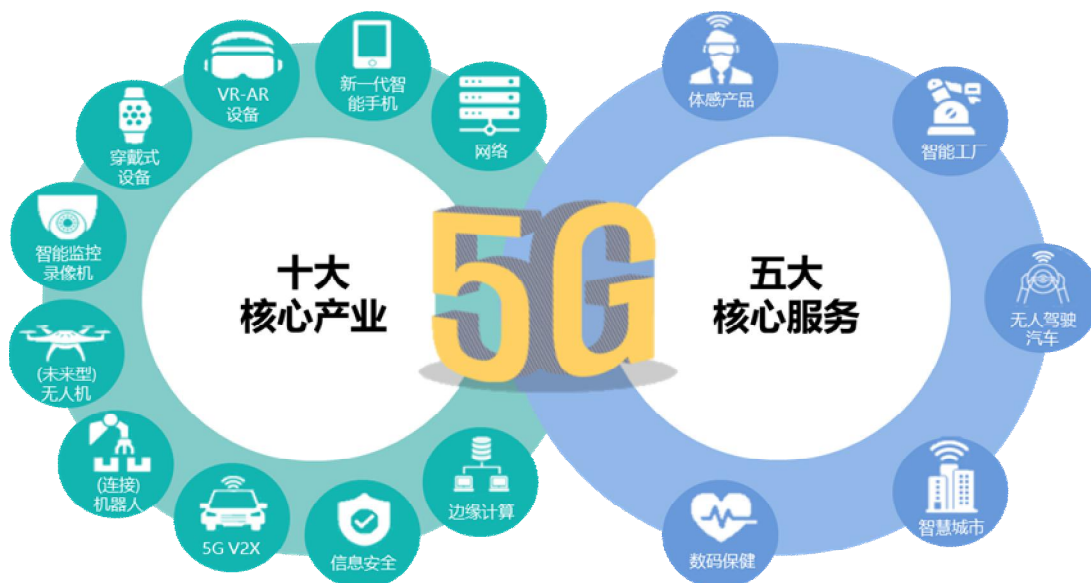 十大
核心产业
网络
新一代智
能手机
VR-AR
设备
穿戴式
设备
智能监控
录像机
(未来型)
无人机
(连接)
机器人
5G V2X
信息安全
边缘计算
5G
五大
核心服务
体感产品
智能工厂
无人驾驶
汽车
智慧城市
数码保健